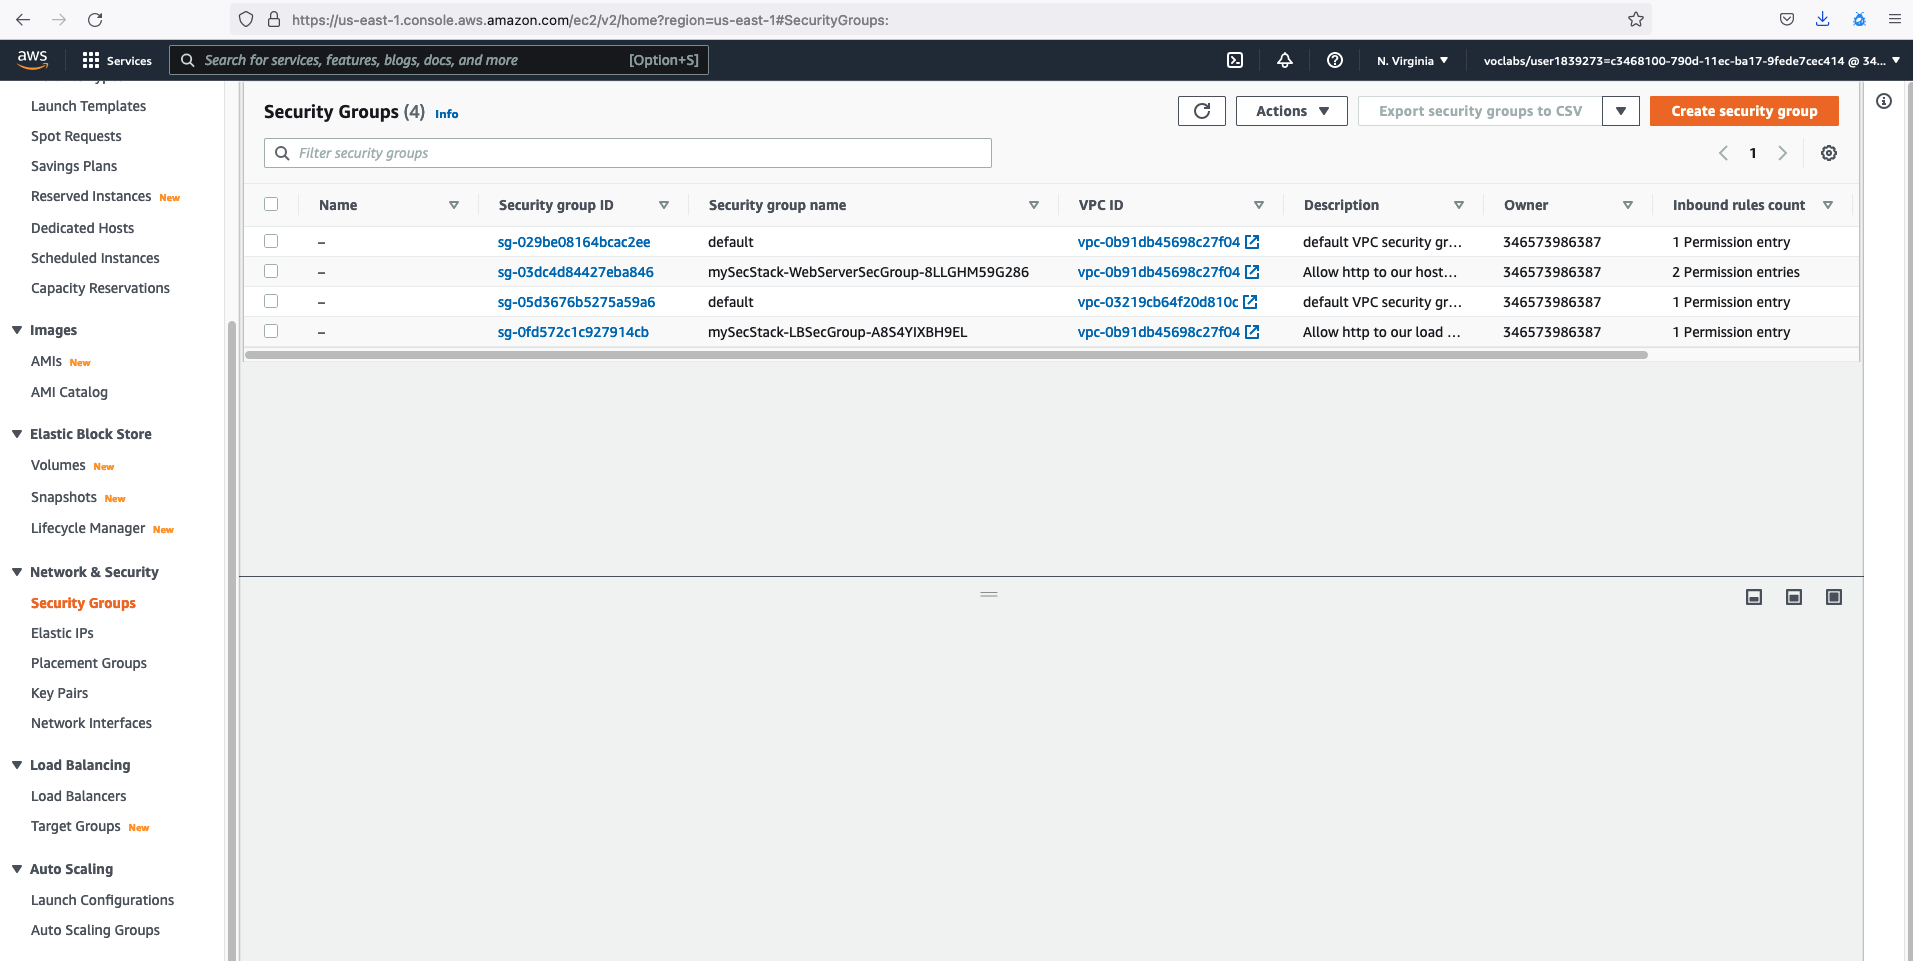 https://us-east-1.console.aws.amazon.com/ec2/v2/home?region=us-east-1#SecurityGroups:
aws Services Search for services, features, blogs, docs, and more [Option+S] N. Virginia ▼ voclabs/user1839273=c3468100-790d-11ec-ba17-9fede7cec414 @ 34... ▼
Launch Templates
Spot Requests
Savings Plans
Reserved Instances New
Dedicated Hosts
Scheduled Instances
Capacity Reservations
Images
AMIs New
AMI Catalog
Elastic Block Store
Volumes New
Snapshots New
Lifecycle Manager New
Network & Security
Security Groups
Elastic IPs
Placement Groups
Key Pairs
Network Interfaces
Load Balancing
Load Balancers
Target Groups New
Auto Scaling
Launch Configurations
Auto Scaling Groups
Security Groups (4) Info Actions Export security groups to CSV Create security group
Filter security groups 1
Name Security group ID Security group name VPC ID Description Owner Inbound rules count
– sg-029be08164bcac2ee default vpc-0b91db45698c27f04 default VPC security gr... 346573986387 1 Permission entry
– sg-03dc4d84427eba846 mySecStack-WebServerSecGroup-8LLGHM59G286 vpc-0b91db45698c27f04 Allow http to our host... 346573986387 2 Permission entries
– sg-05d3676b5275a59a6 default vpc-03219cb64f20d810c default VPC security gr... 346573986387 1 Permission entry
– sg-0fd572c1c927914cb mySecStack-LBSecGroup-A8S4YIXBH9EL vpc-0b91db45698c27f04 Allow http to our load ... 346573986387 1 Permission entry